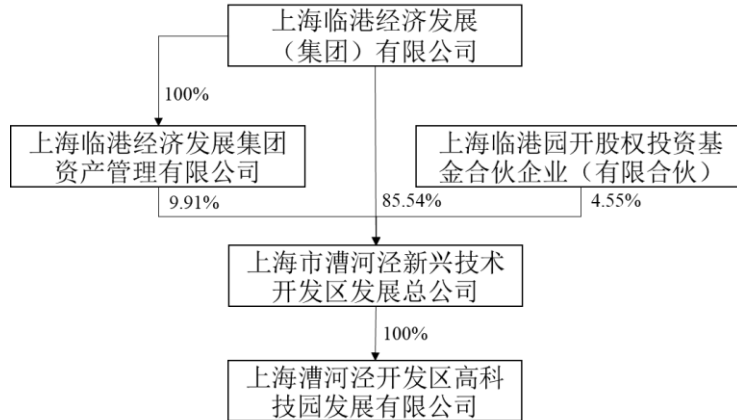 上海临港经济发展
（集团）有限公司
100%
上海临港经济发展集团
资产管理有限公司
上海临港园开股权投资基
金合伙企业（有限合伙）
9.91%
85.54%
4.55%
上海市漕河泾新兴技术
开发区发展总公司
100%
上海漕河泾开发区高科
技园发展有限公司